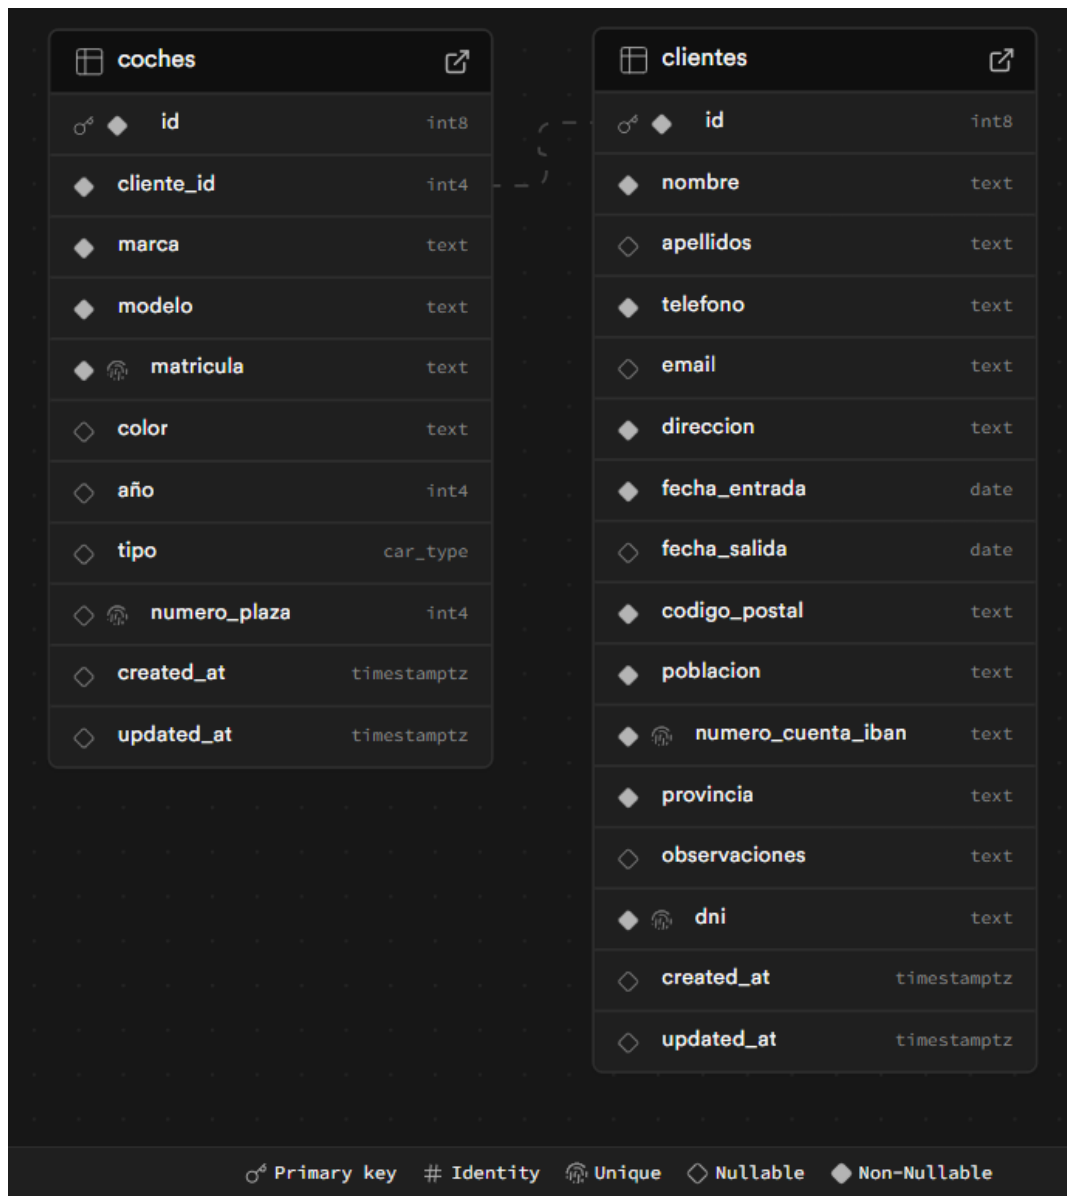 coches
id int8
cliente_id int4
marca text
modelo text
matricula text
color text
año int4
tipo car_type
numero_plaza int4
created_at timestamptz
updated_at timestamptz
clientes
id int8
nombre text
apellidos text
telefono text
email text
direccion text
fecha_entrada date
fecha_salida date
codigo_postal text
poblacion text
numero_cuenta_iban text
provincia text
observaciones text
dni text
created_at timestamptz
updated_at timestamptz
Primary key # Identity Unique Nullable Non-Nullable